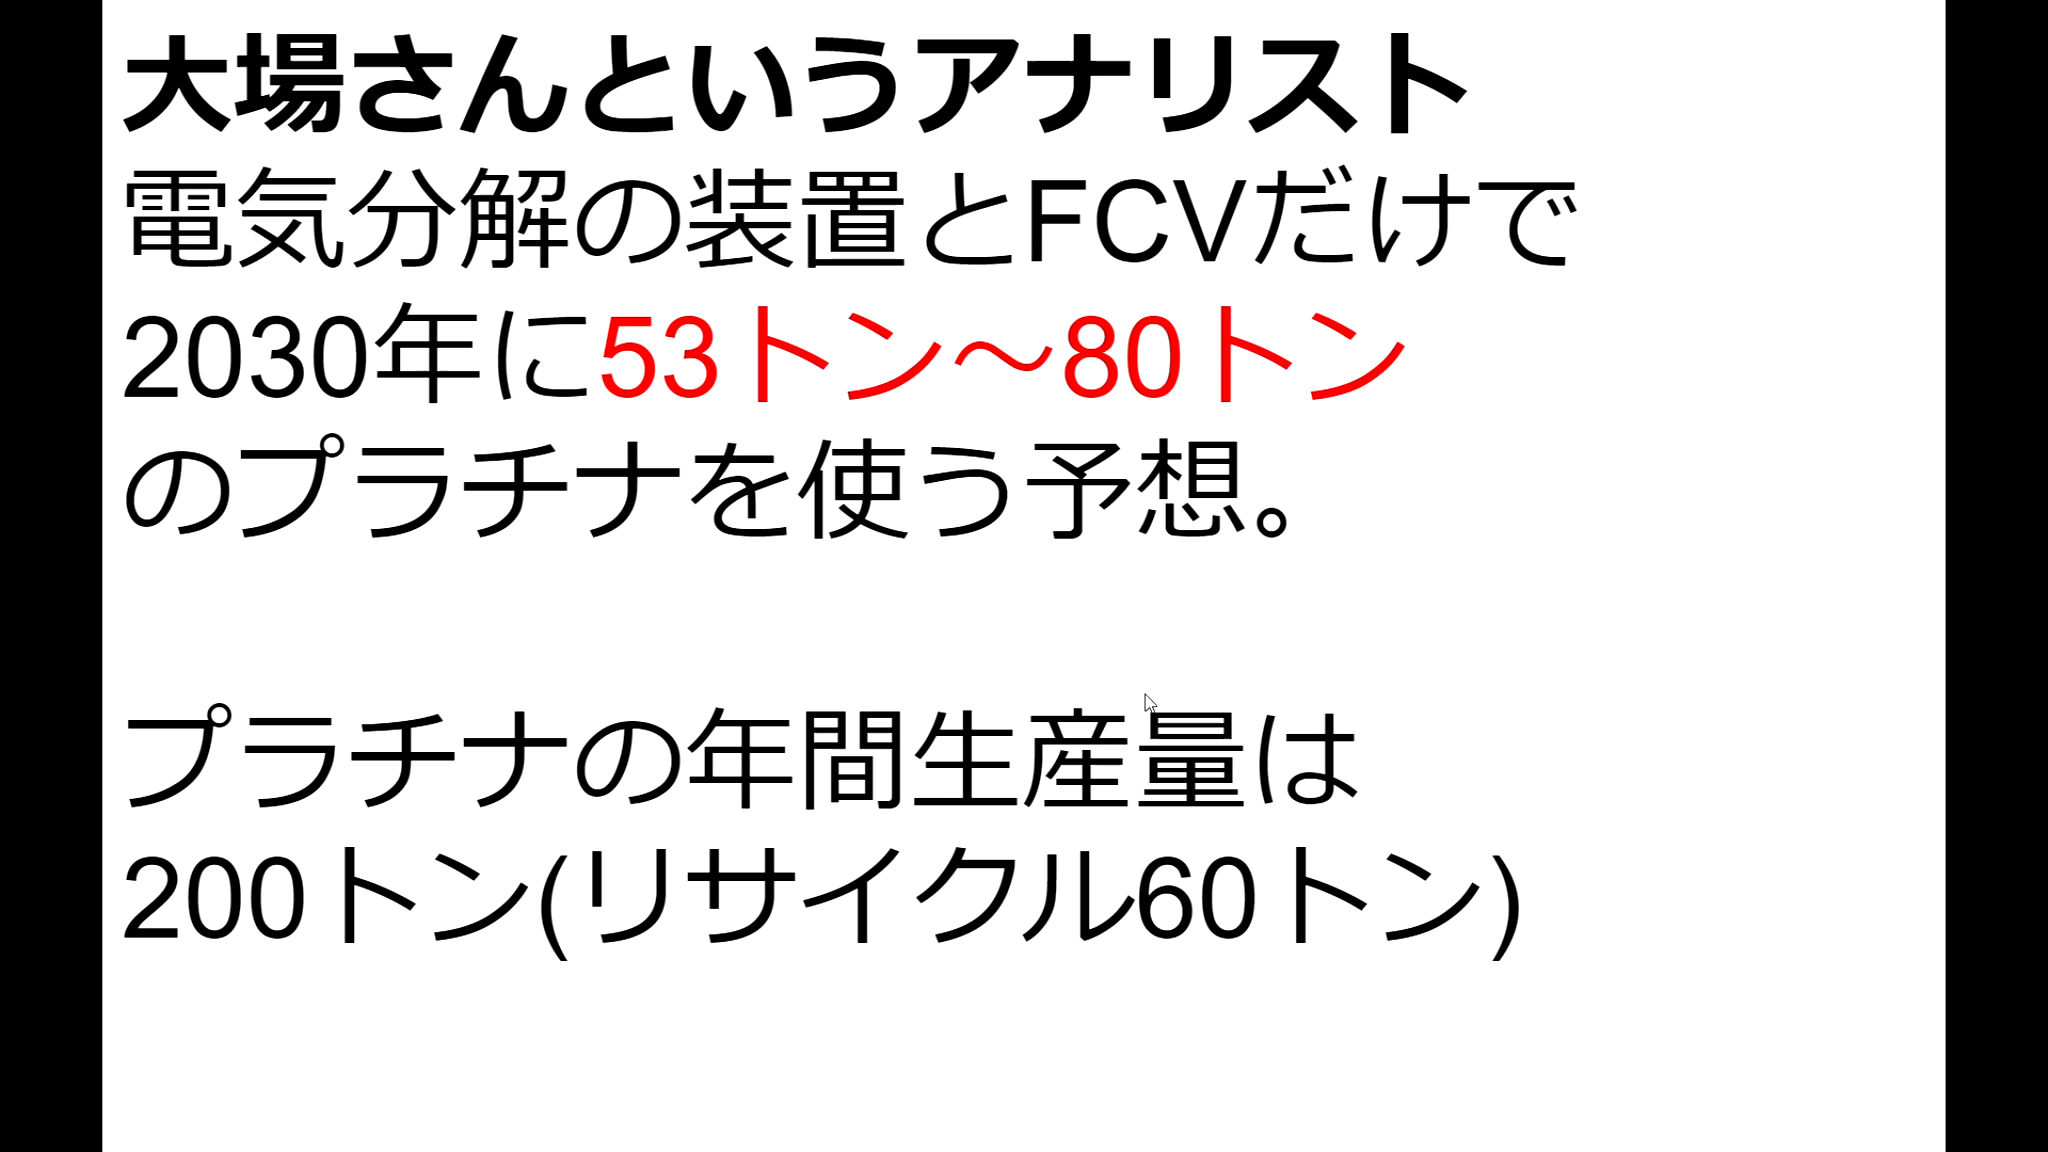 大場さんというアナリスト
電気分解の装置とFCVだけで
2030年に53トン～80トン
のプラチナを使う予想。
プラチナの年間生産量は
200トン(リサイクル60トン)